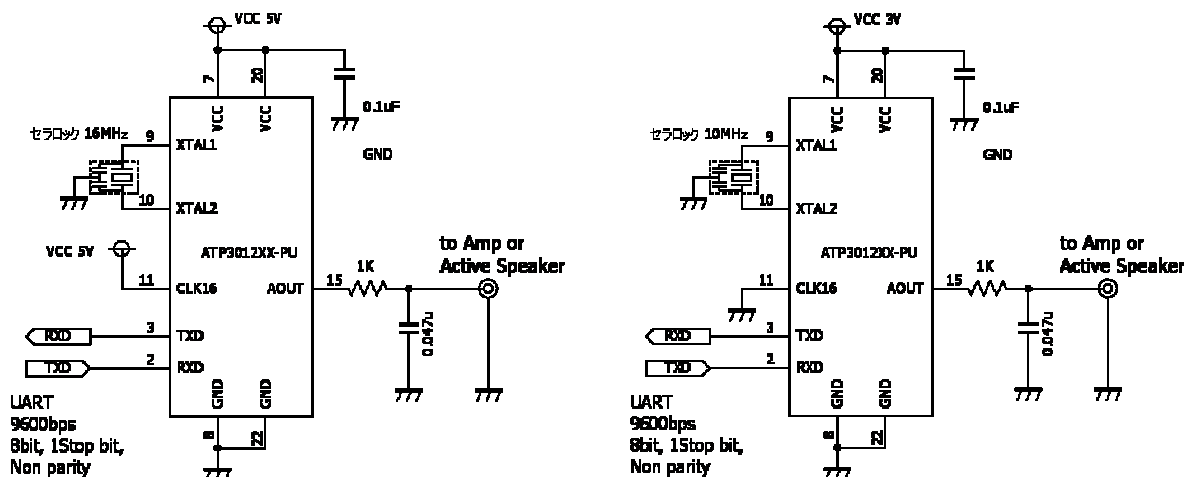 VCC 5V
7
20
VCC
VCC
0.1uF
GND
セラロック 16MHz
9
XTAL1
10
XTAL2
VCC 5V
ATP3012XX-PU
11
CLK16
AOUT
15
1K
to Amp or
Active Speaker
0.047u
RXD
3
TXD
TXD
2
RXD
GND
GND
8
22
UART
9600bps
8bit, 1Stop bit,
Non parity
VCC 3V
7
20
VCC
VCC
0.1uF
GND
セラロック 10MHz
9
XTAL1
10
XTAL2
ATP3012XX-PU
11
CLK16
AOUT
15
1K
to Amp or
Active Speaker
0.047u
RXD
3
TXD
TXD
2
RXD
GND
GND
8
22
UART
9600bps
8bit, 1Stop bit,
Non parity